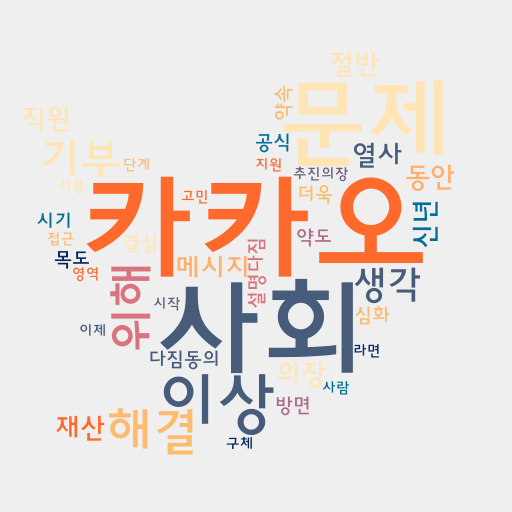 절반
약속
문제
직원
기부
단계
공식
열사
지원
추진의장
동안
사용
고민
더욱
신년
시기
카카오
접근
결심
약도
목도
영역
메시지
설명다짐
생각
위해
사회
시작
심화
이제
다짐동의
라면
이상
의장
사람
재산
해결
방면
구체